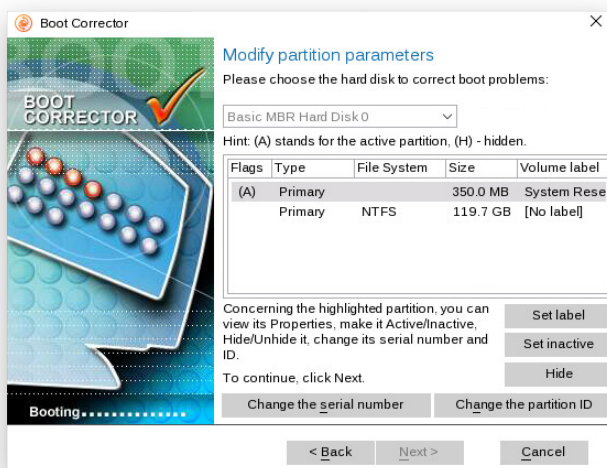 Boot Corrector
BOOT
CORRECTOR
Booting
Modify partition parameters
Please choose the hard disk to correct boot problems:
Basic MBR Hard Disk 0
Hint: (A) stands for the active partition, (H) - hidden.
Flags Type File System Size Volume label
(A) Primary 350.0 MB System Rese
Primary NTFS 119.7 GB [No label]
Concerning the highlighted partition, you can
view its Properties, make it Active/Inactive,
Hide/Unhide it, change its serial number and
ID.
To continue, click Next.
Set label
Set inactive
Hide
Change the serial number Change the partition ID
< Back Next > Cancel